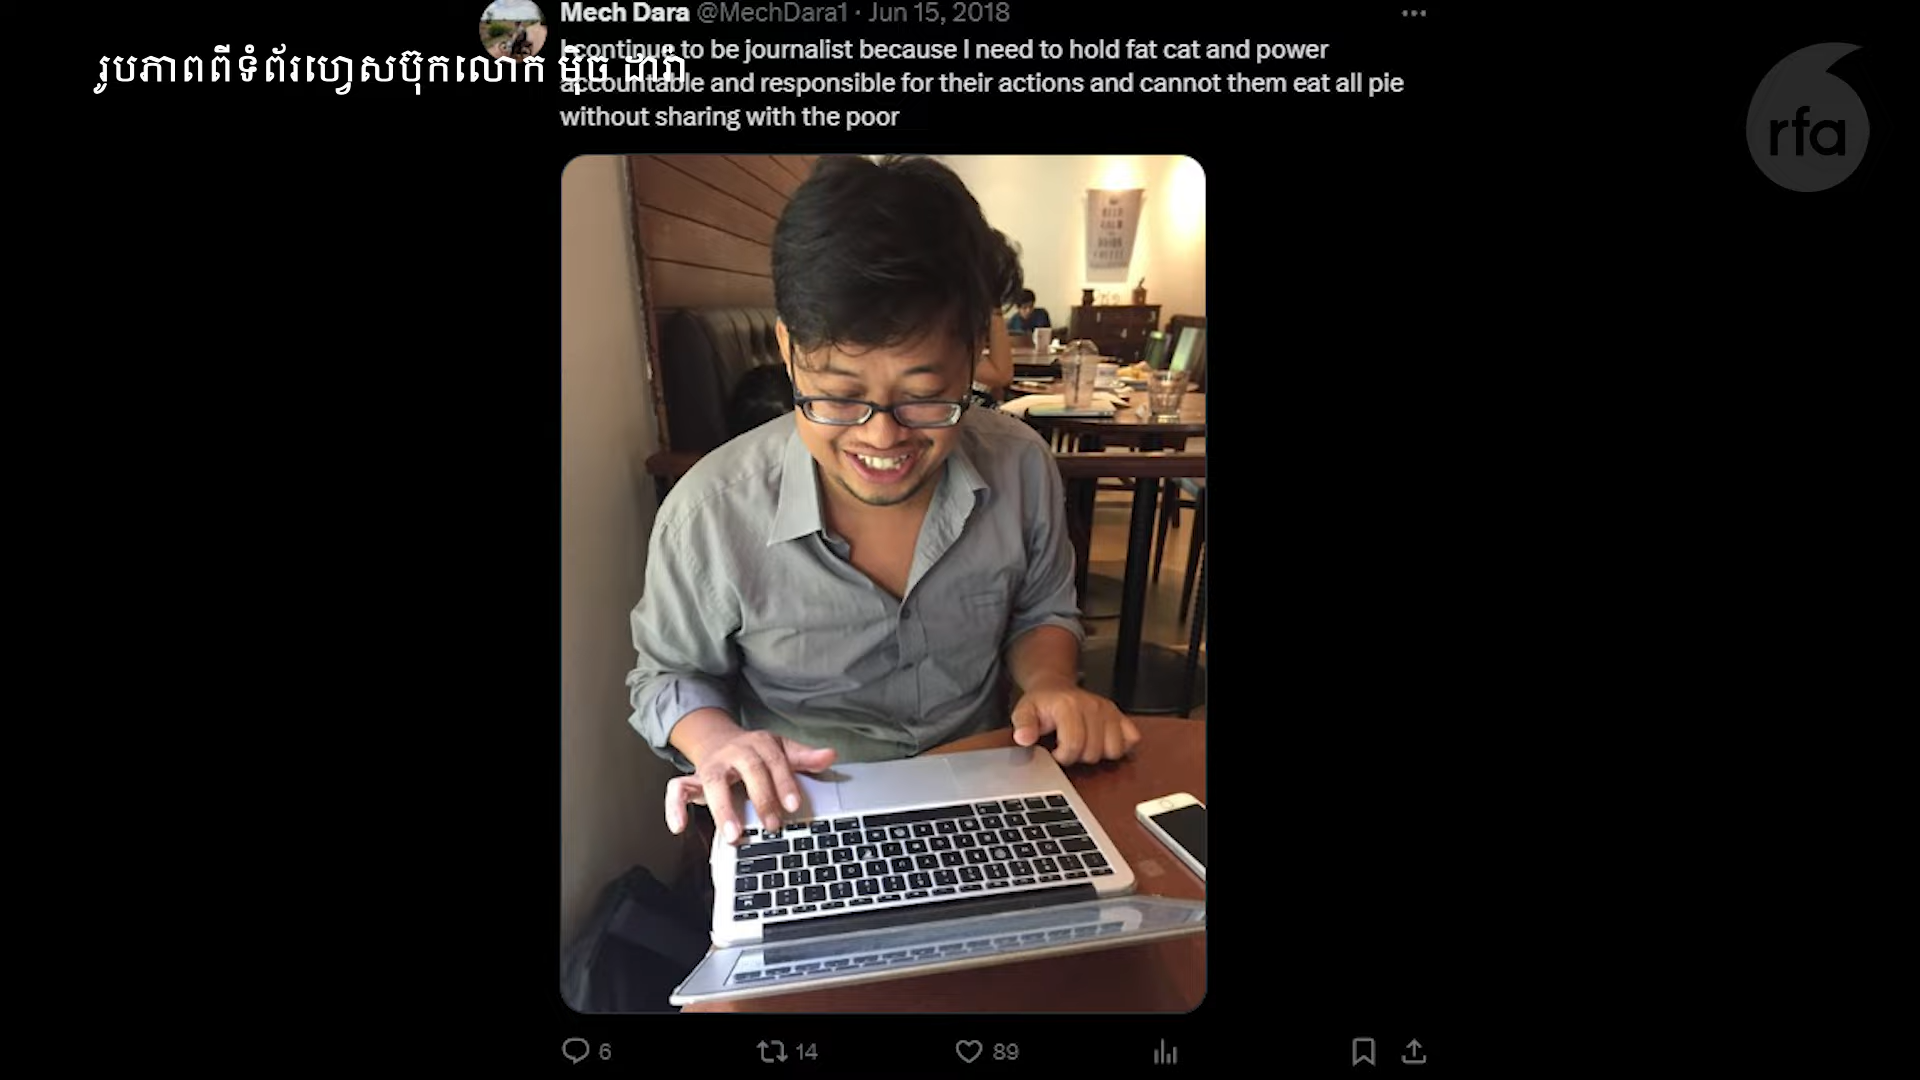 Mech Dara @MechDara1 · Jun 15, 2018
I continue to be journalist because I need to hold fat cat and power
accountable and responsible for their actions and cannot them eat all pie
without sharing with the poor
រូបភាពពីទំព័រហ្វេសប៊ុកលោក ម៉ិច ដារ៉ា
rfa
6 14 89